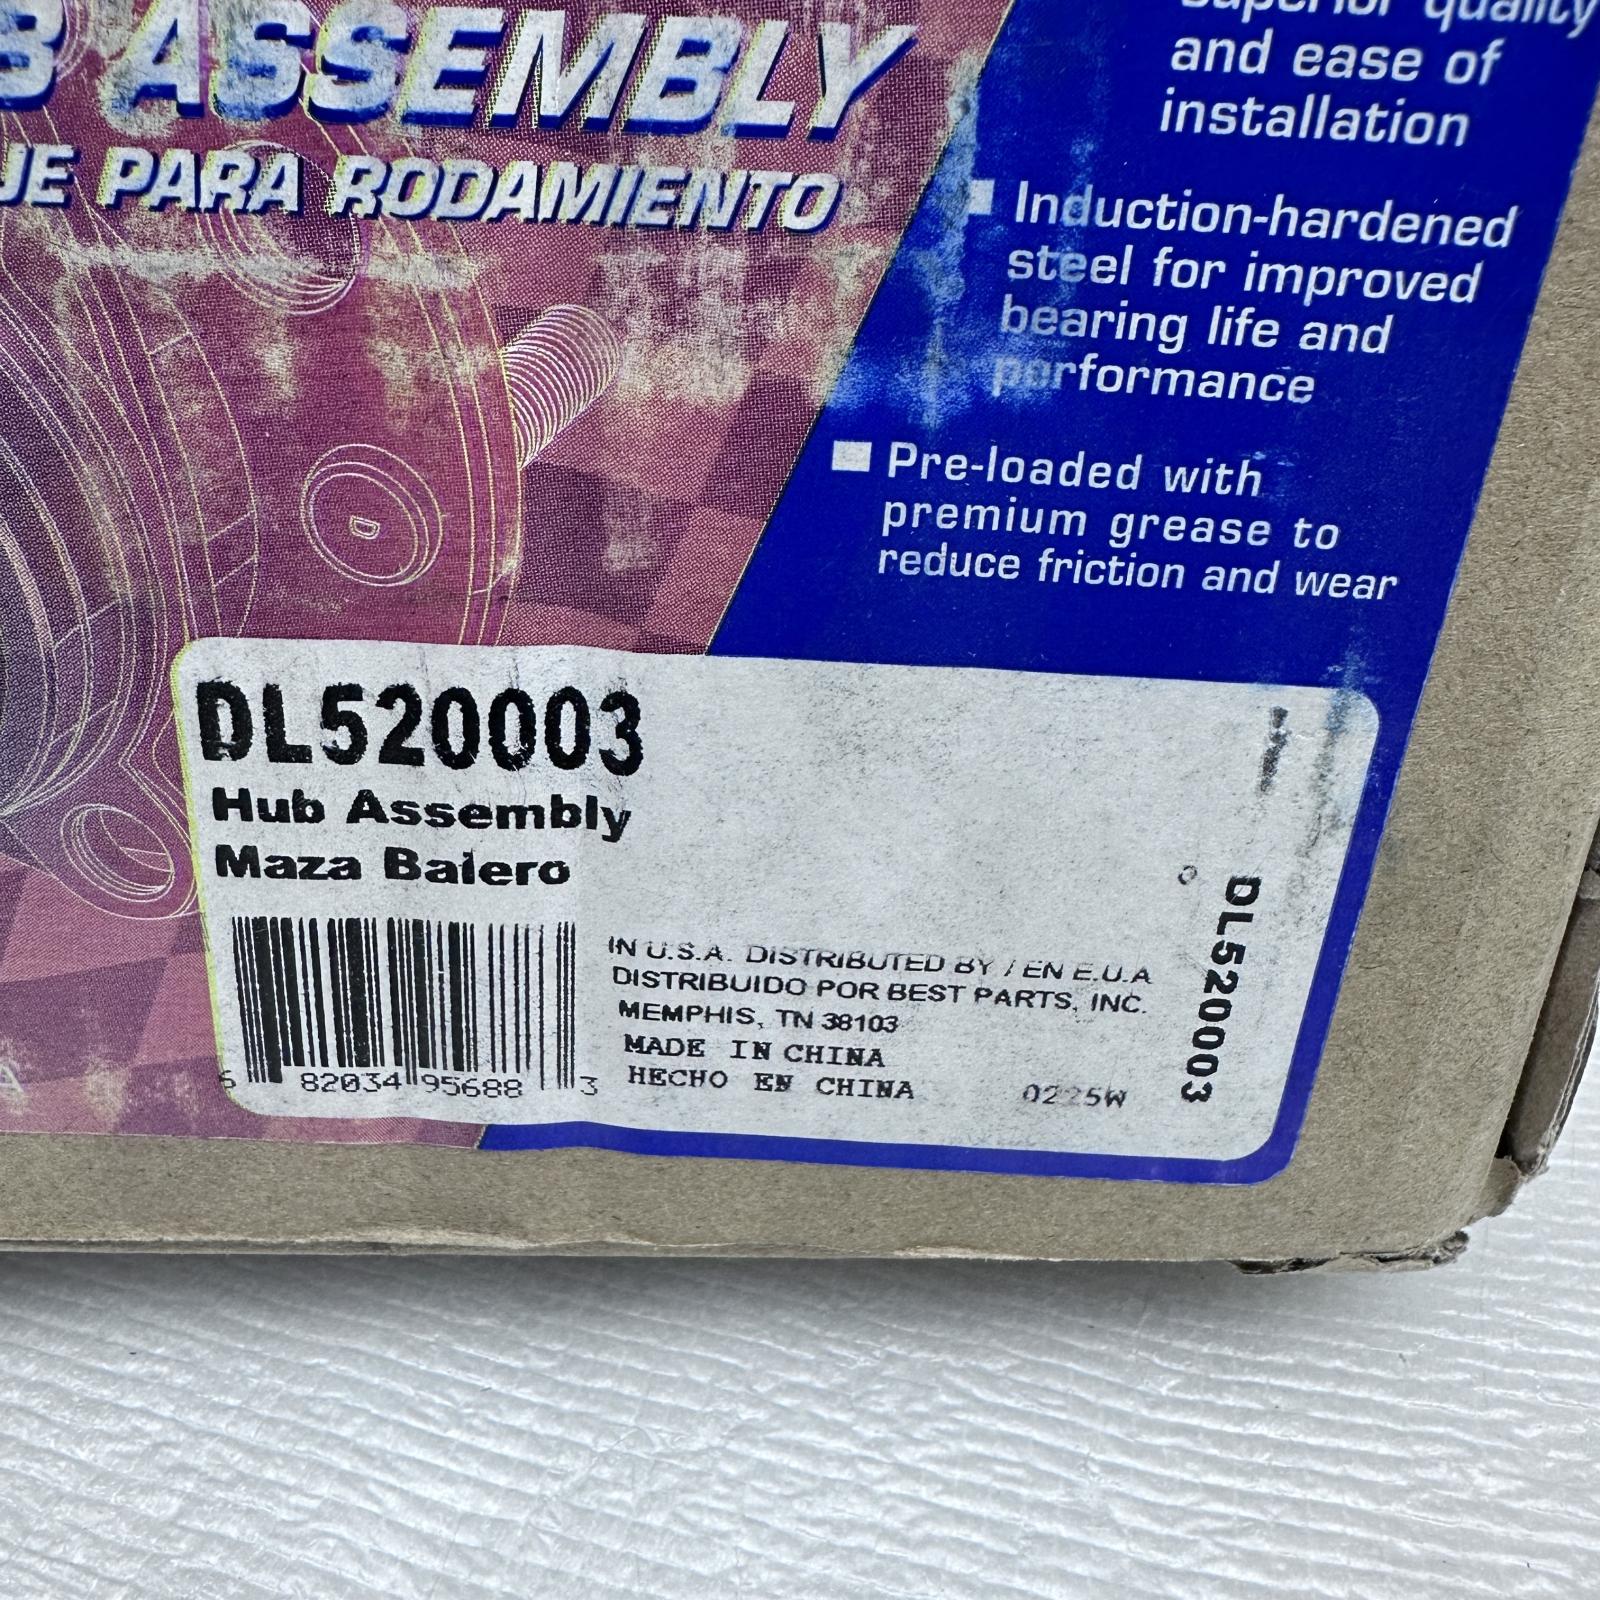 B ASSEMBLY
JE PARA RODAMIENTO
superior quality
and ease of
installation
Induction-hardened
steel for improved
bearing life and
performance
Pre-loaded with
premium grease to
reduce friction and wear
DL520003
Hub Assembly
Maza Balero
6 82034 95688 3
IN U.S.A. DISTRIBUTED BY / EN E.U.A
DISTRIBUIDO POR BEST PARTS, INC.
MEMPHIS, TN 38103
MADE IN CHINA
HECHO EN CHINA
0225W
DL520003
A